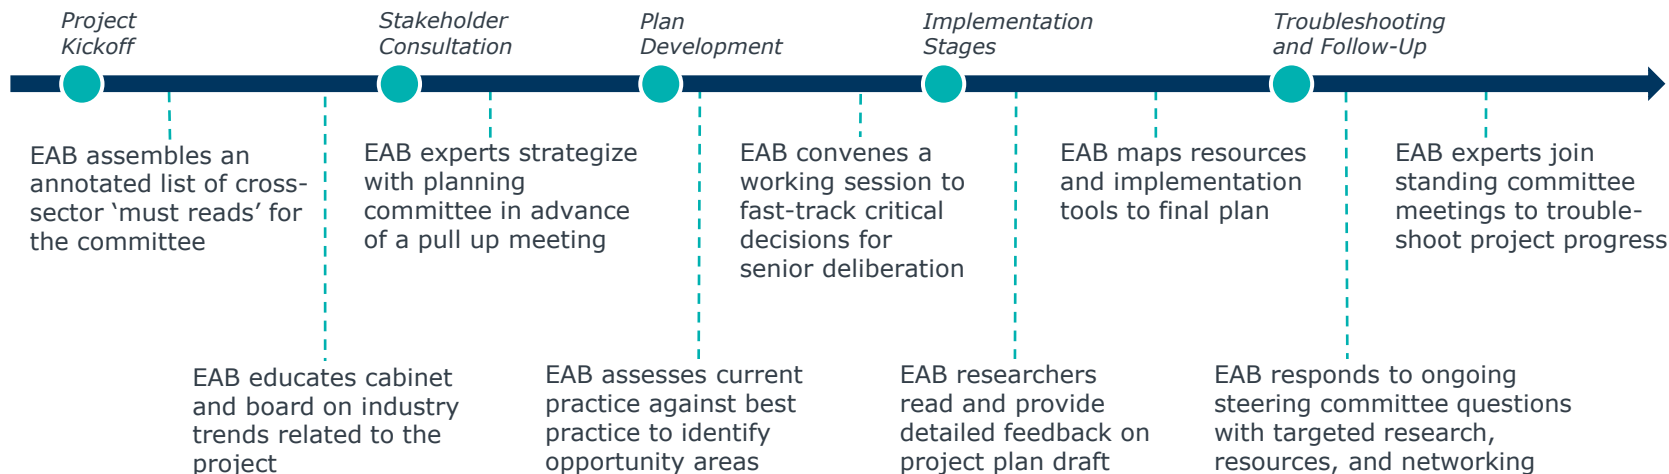 Project
Kickoff
Stakeholder
Consultation
Plan
Development
Implementation
Stages
Troubleshooting
and Follow-Up
EAB assembles an
annotated list of cross-
sector ‘must reads’ for
the committee
EAB experts strategize
with planning
committee in advance
of a pull up meeting
EAB convenes a
working session to
fast-track critical
decisions for
senior deliberation
EAB maps resources
and implementation
tools to final plan
EAB experts join
standing committee
meetings to trouble-
shoot project progress
EAB educates cabinet
and board on industry
trends related to the
project
EAB assesses current
practice against best
practice to identify
opportunity areas
EAB researchers
read and provide
detailed feedback on
project plan draft
EAB responds to ongoing
steering committee questions
with targeted research,
resources, and networking